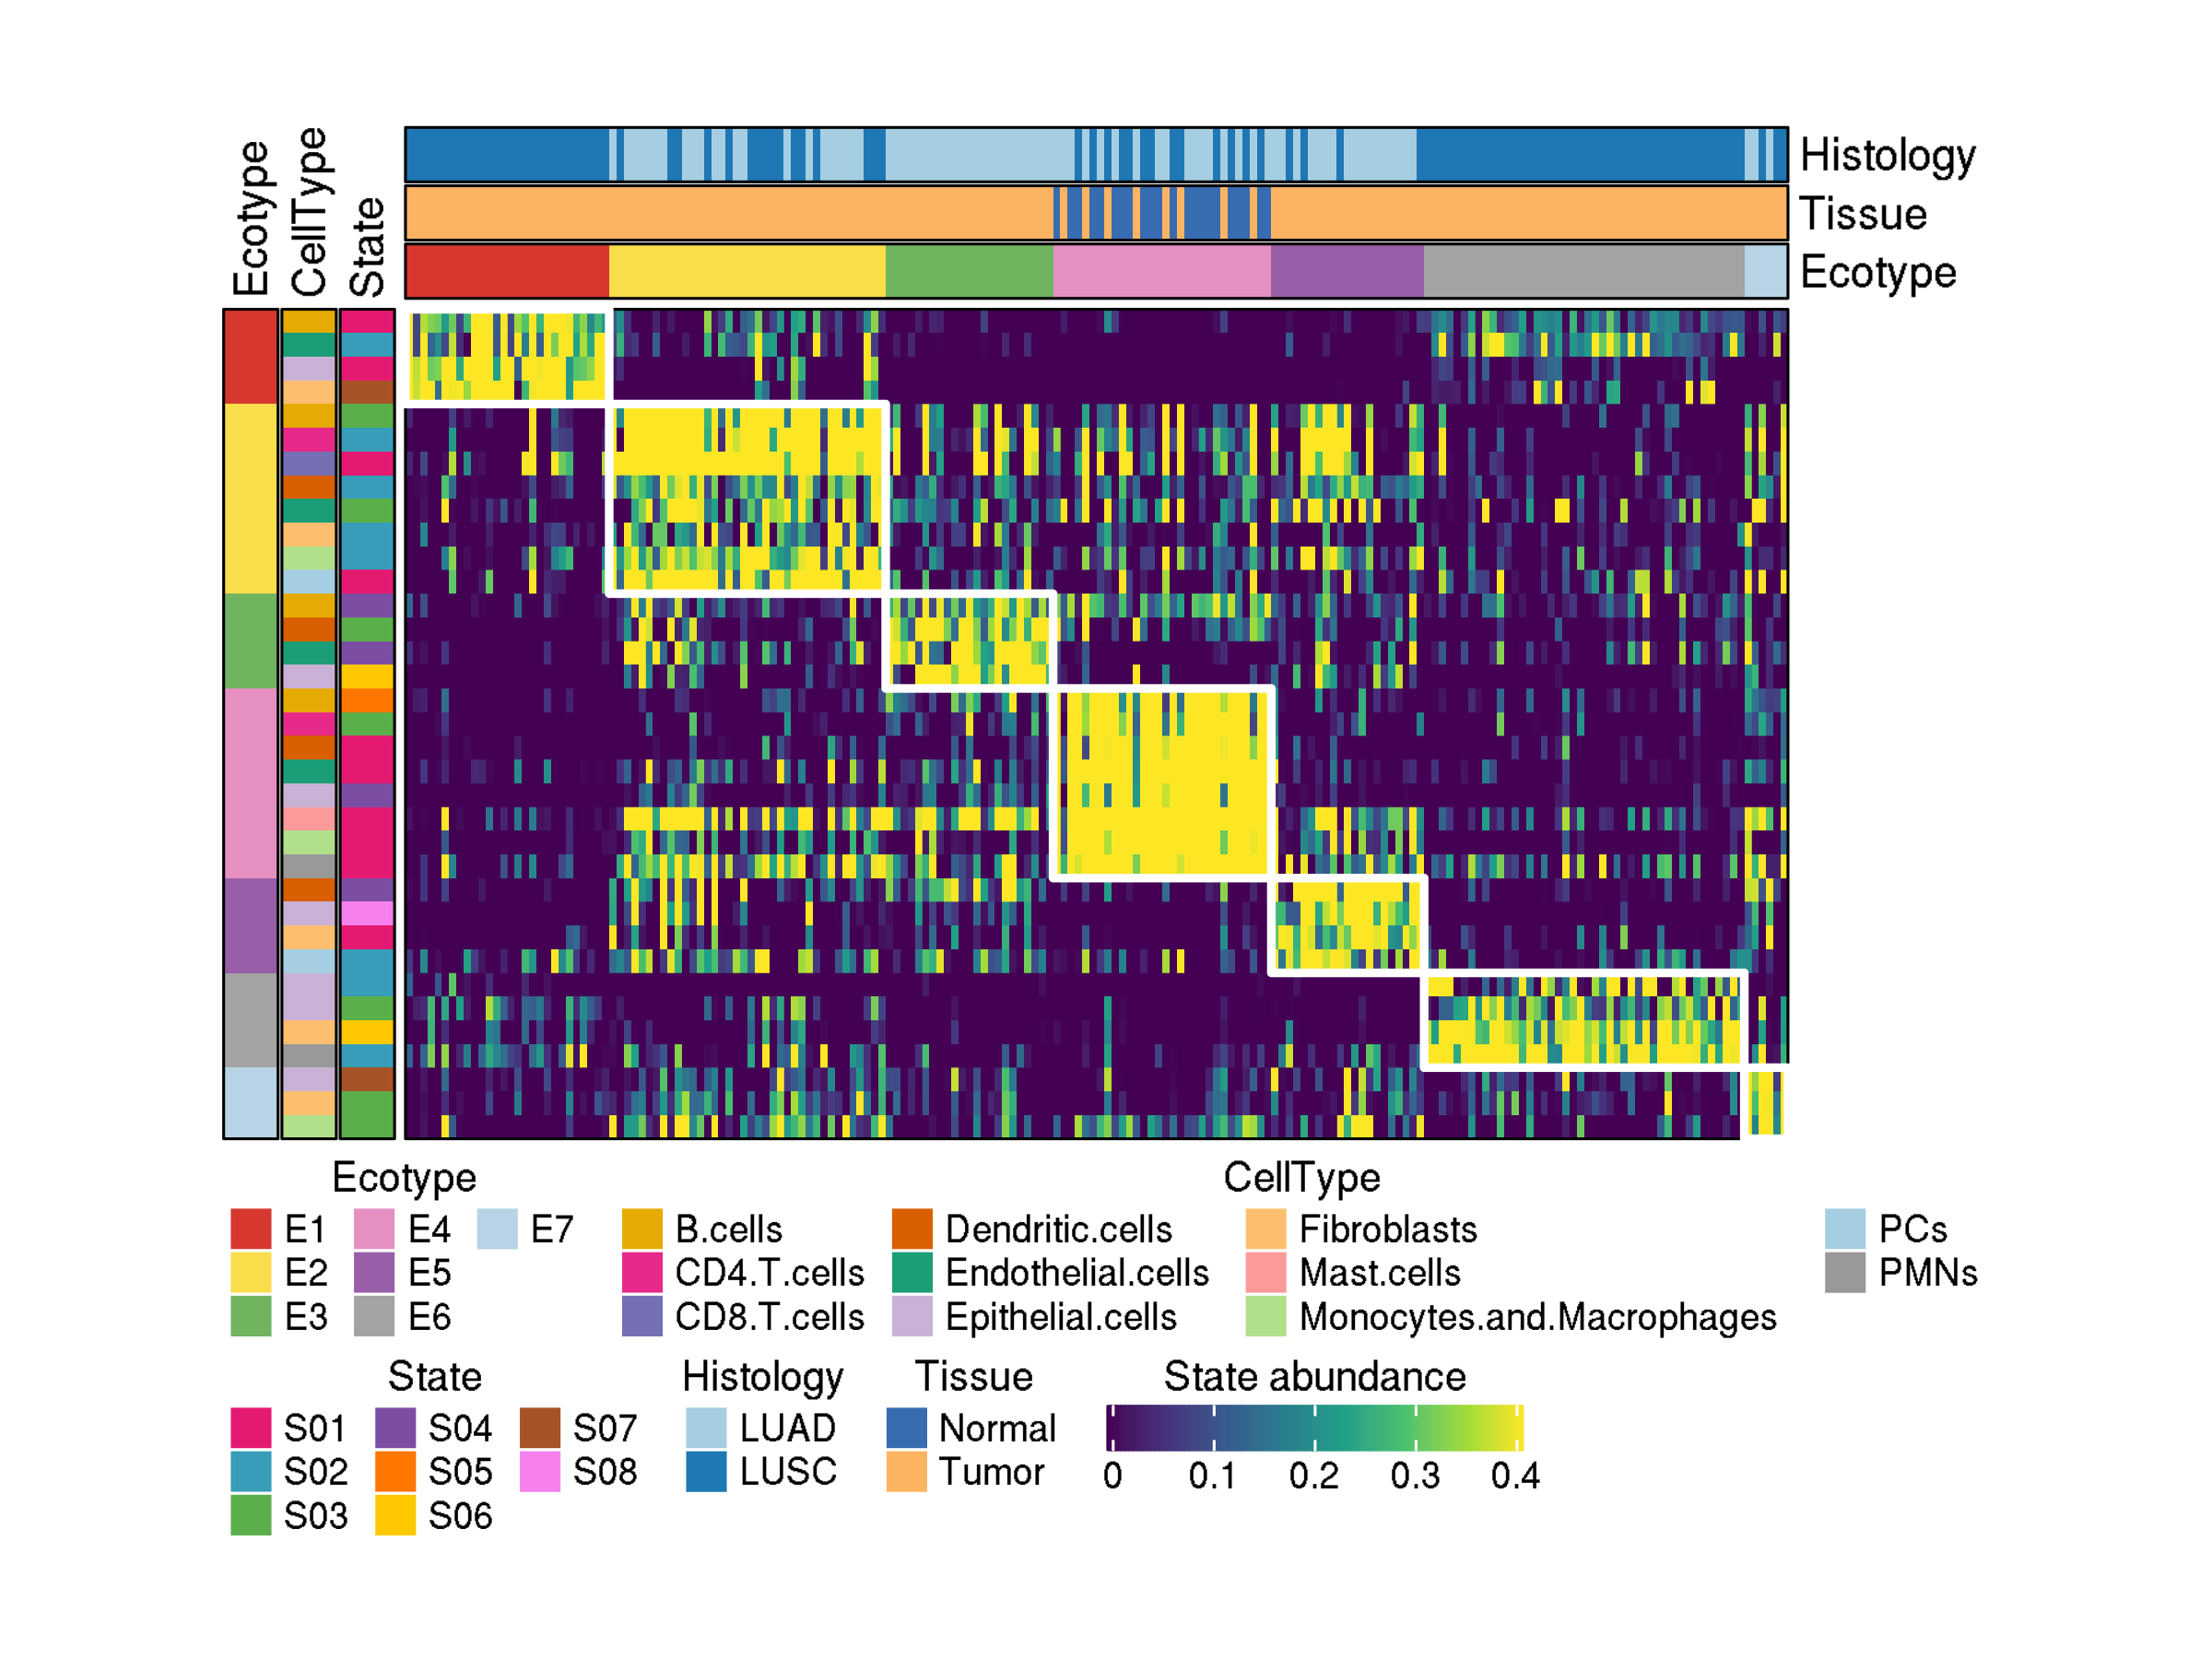 Ecotype
CellType
State
Histology
Tissue
Ecotype
Ecotype
E1 E4 E7
E2 E5
E3 E6
CellType
B.cells Dendritic.cells Fibroblasts PCs
CD4.T.cells Endothelial.cells Mast.cells PMNs
CD8.T.cells Epithelial.cells Monocytes.and.Macrophages
State
S01 S04 S07
S02 S05 S08
S03 S06
Histology
LUAD
LUSC
Tissue
Normal
Tumor
State abundance
0 0.1 0.2 0.3 0.4